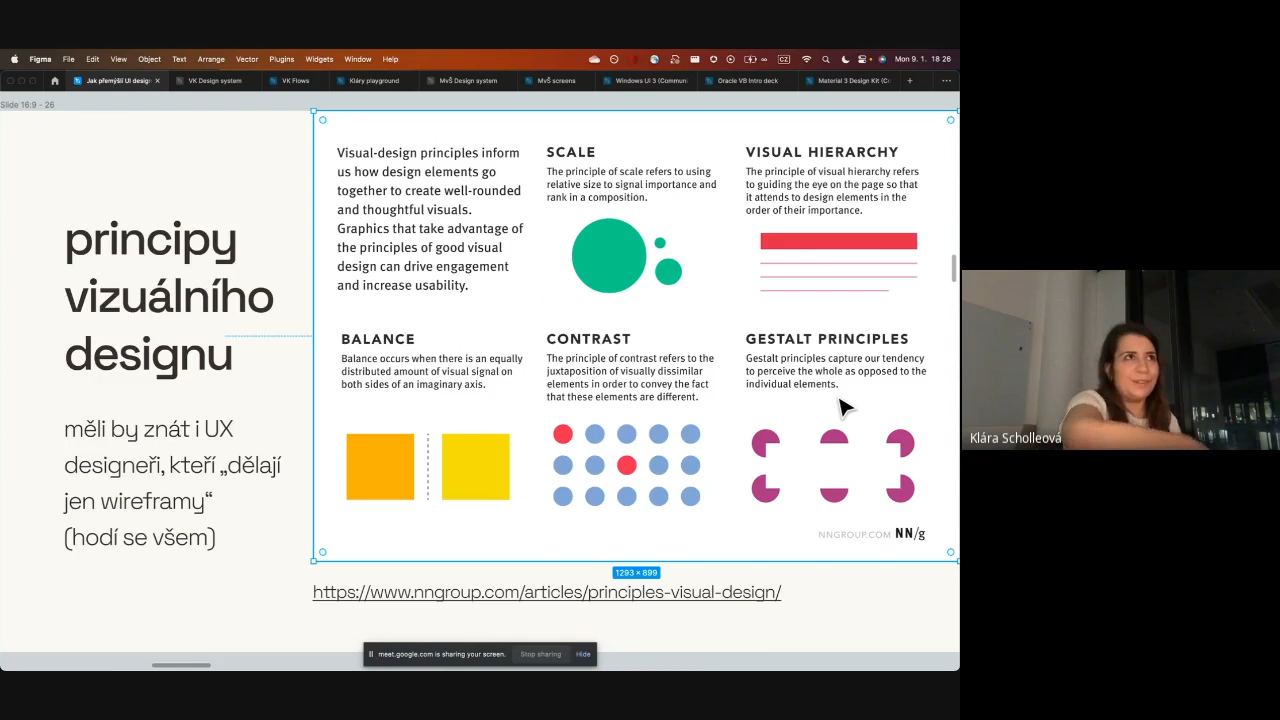 Figma File Edit View Object Text Arrange Vector Plugins Widgets Window Help
CZ Mon 9. 1. 18 26
Jak přemýšlí UI design
VK Design system
VK Flows
Kláry playground
MvŠ Design system
MvŠ screens
Windows UI 3 (Commun
Oracle VB Intro deck
Material 3 Design Kit (C
Slide 16:9 - 26
principy
vizuálního
designu
měli by znát i UX
designeři, kteří „dělají
jen wireframy“
(hodí se všem)
Visual-design principles inform
us how design elements go
together to create well-rounded
and thoughtful visuals.
Graphics that take advantage of
the principles of good visual
design can drive engagement
and increase usability.
SCALE
The principle of scale refers to using
relative size to signal importance and
rank in a composition.
VISUAL HIERARCHY
The principle of visual hierarchy refers
to guiding the eye on the page so that
it attends to design elements in the
order of their importance.
BALANCE
Balance occurs when there is an equally
distributed amount of visual signal on
both sides of an imaginary axis.
CONTRAST
The principle of contrast refers to the
juxtaposition of visually dissimilar
elements in order to convey the fact
that these elements are different.
GESTALT PRINCIPLES
Gestalt principles capture our tendency
to perceive the whole as opposed to the
individual elements.
NNGROUP.COM NN/g
1293 × 899
https://www.nngroup.com/articles/principles-visual-design/
meet.google.com is sharing your screen. Stop sharing Hide
Klára Scholleová